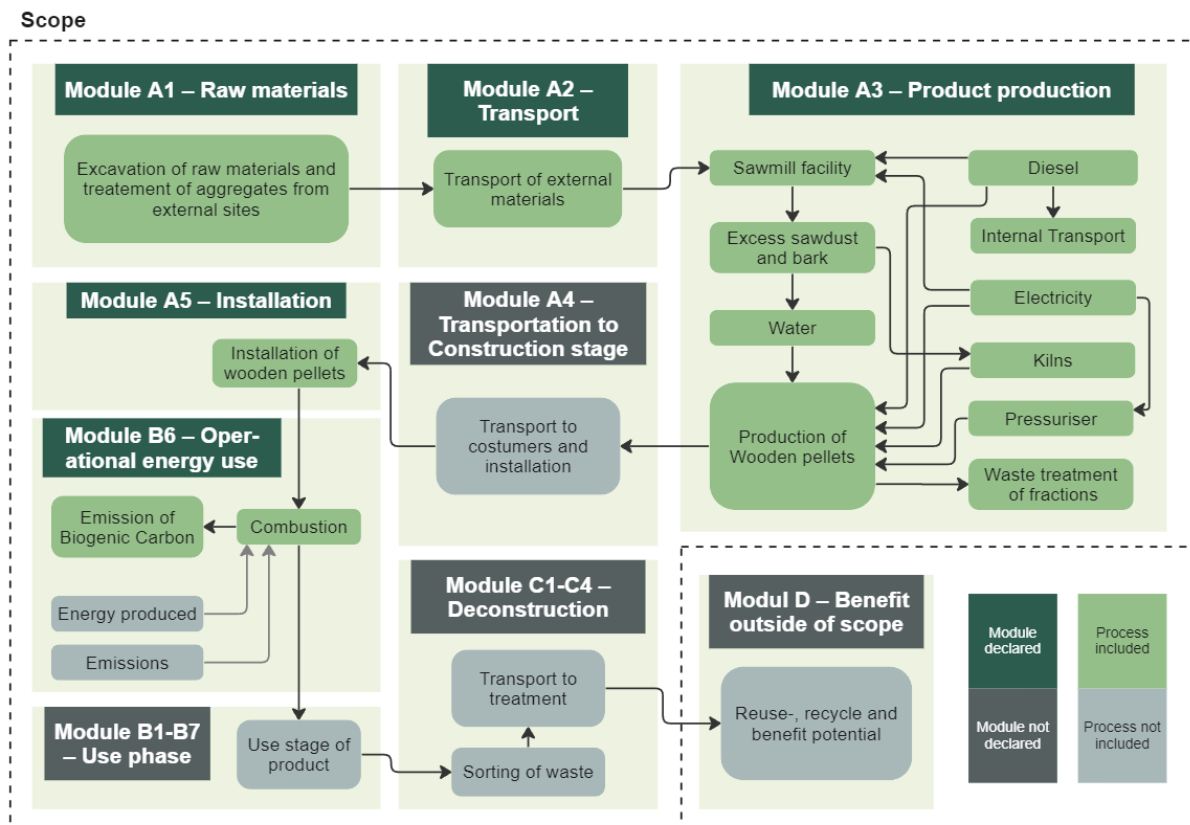 Scope
Module A1 – Raw materials
Excavation of raw materials and
treatement of aggregates from
external sites
Module A2 –
Transport
Transport of external
materials
Module A3 – Product production
Sawmill facility
Diesel
Excess sawdust
and bark
Internal Transport
Water
Electricity
Kilns
Pressuriser
Production of
Wooden pellets
Waste treatment
of fractions
Module A5 – Installation
Installation of
wooden pellets
Module A4 –
Transportation to
Construction stage
Transport to
costumers and
installation
Module B6 – Oper-
ational energy use
Emission of
Biogenic Carbon
Combustion
Energy produced
Emissions
Module B1-B7
– Use phase
Use stage of
product
Module C1-C4 –
Deconstruction
Transport to
treatment
Sorting of waste
Modul D – Benefit
outside of scope
Reuse-, recycle and
benefit potential
Module
declared
Process
included
Module not
declared
Process not
included